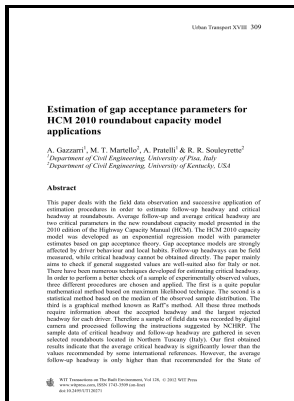 Urban Transport XVIII 309
Estimation of gap acceptance parameters for
HCM 2010 roundabout capacity model
applications
A. Gazzarri¹, M. T. Martello², A. Pratelli¹ & R. R. Souleyrette²
¹Department of Civil Engineering, University of Pisa, Italy
²Department of Civil Engineering, University of Kentucky, USA
Abstract
This paper deals with the field data observation and successive application of
estimation procedures in order to estimate follow-up headway and critical
headway at roundabouts. Average follow-up and average critical headway are
two critical parameters in the new roundabout capacity model presented in the
2010 edition of the Highway Capacity Manual (HCM). The HCM 2010 capacity
model was developed as an exponential regression model with parameter
estimates based on gap acceptance theory. Gap acceptance models are strongly
affected by driver behaviour and local habits. Follow-up headways can be field
measured, while critical headway cannot be obtained directly. The paper mainly
aims to check if general suggested values are well-suited also for Italy or not.
There have been numerous techniques developed for estimating critical headway.
In order to perform a better check of a sample of experimentally observed values,
three different procedures are chosen and applied. The first is a quite popular
mathematical method based on maximum likelihood technique. The second is a
statistical method based on the median of the observed sample distribution. The
third is a graphical method known as Raff's method. All those three methods
require information about the accepted headway and the largest rejected
headway for each driver. Therefore a sample of field data was recorded by digital
camera and processed following the instructions suggested by NCHRP. The
sample data of critical headway and follow-up headway are gathered in seven
selected roundabouts located in Northern Tuscany (Italy). Our first obtained
results indicate that the average critical headway is significantly lower than the
values recommended by some international references. However, the average
follow-up headway is only higher than that recommended for the State of
WIT Transactions on The Built Environment, Vol 128, © 2012 WIT Press
www.witpress.com, ISSN 1743-3509 (on-line)
doi:10.2495/UT120271